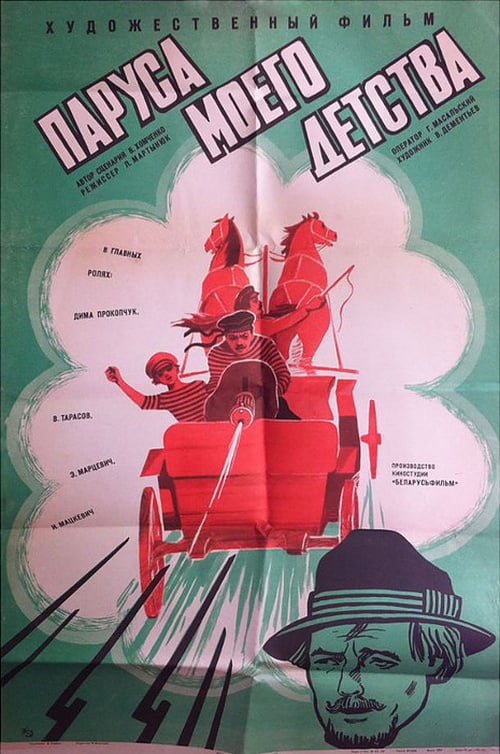 ХУДОЖЕСТВЕННЫЙ ФИЛЬМ
ПАРУСА
МОЕГО
ДЕТСТВА
АВТОР СЦЕНАРИЯ В. ХОМЧЕНКО
РЕЖИССЕР Л. МАРТЫНЮК
ОПЕРАТОР Г. МАСАЛЬСКИЙ
ХУДОЖНИК В. ДЕМЕНТЬЕВ
В ГЛАВНЫХ
РОЛЯХ:
ДИМА ПРОКОПЧУК,
В. ТАРАСОВ,
Э. МАРЦЕВИЧ,
И. МАЦКЕВИЧ
ПРОИЗВОДСТВО
КИНОСТУДИИ
«БЕЛАРУСЬФИЛЬМ»